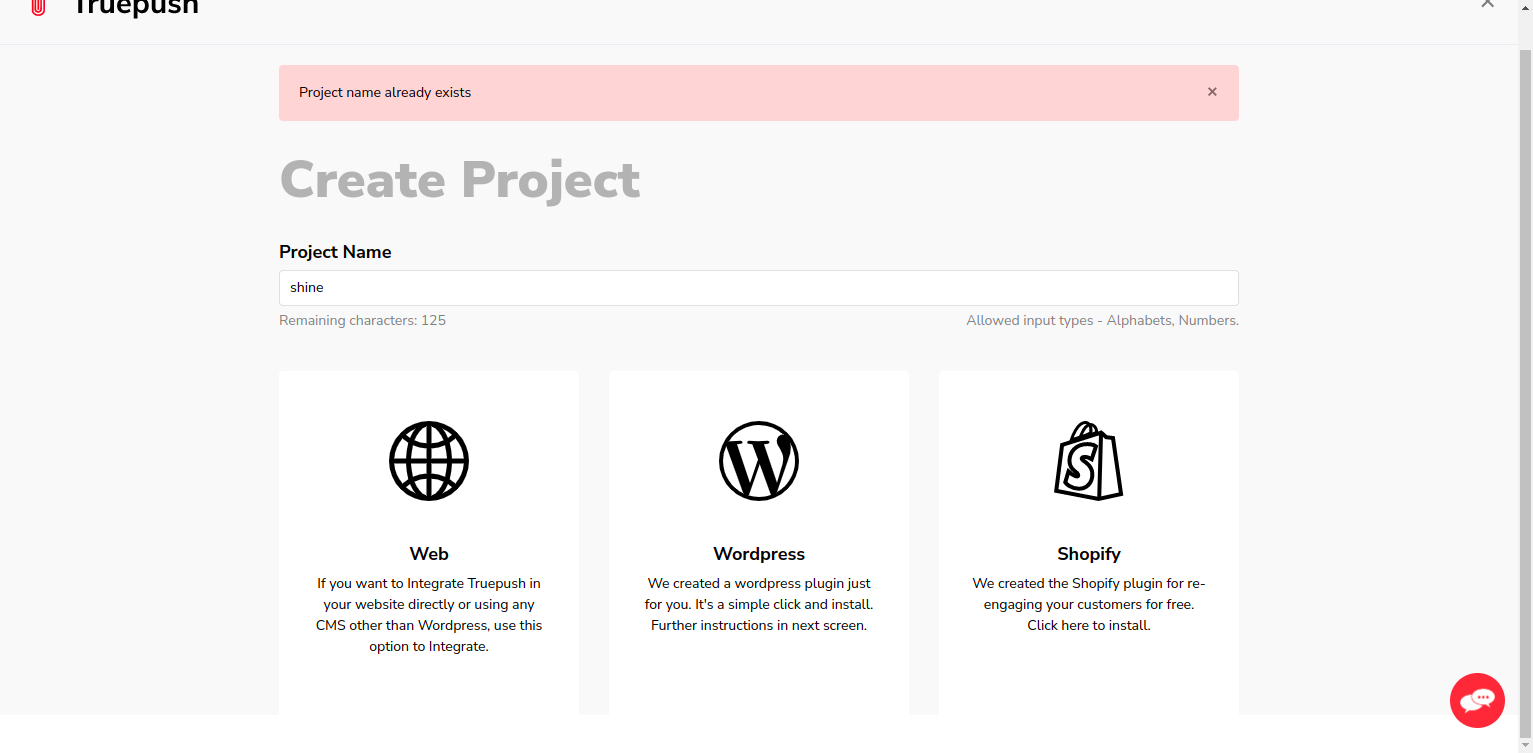 Truepush
Project name already exists
Create Project
Project Name
shine
Remaining characters: 125
Allowed input types - Alphabets, Numbers.
Web
If you want to Integrate Truepush in
your website directly or using any
CMS other than Wordpress, use this
option to Integrate.
Wordpress
We created a wordpress plugin just
for you. It's a simple click and install.
Further instructions in next screen.
Shopify
We created the Shopify plugin for re-
engaging your customers for free.
Click here to install.